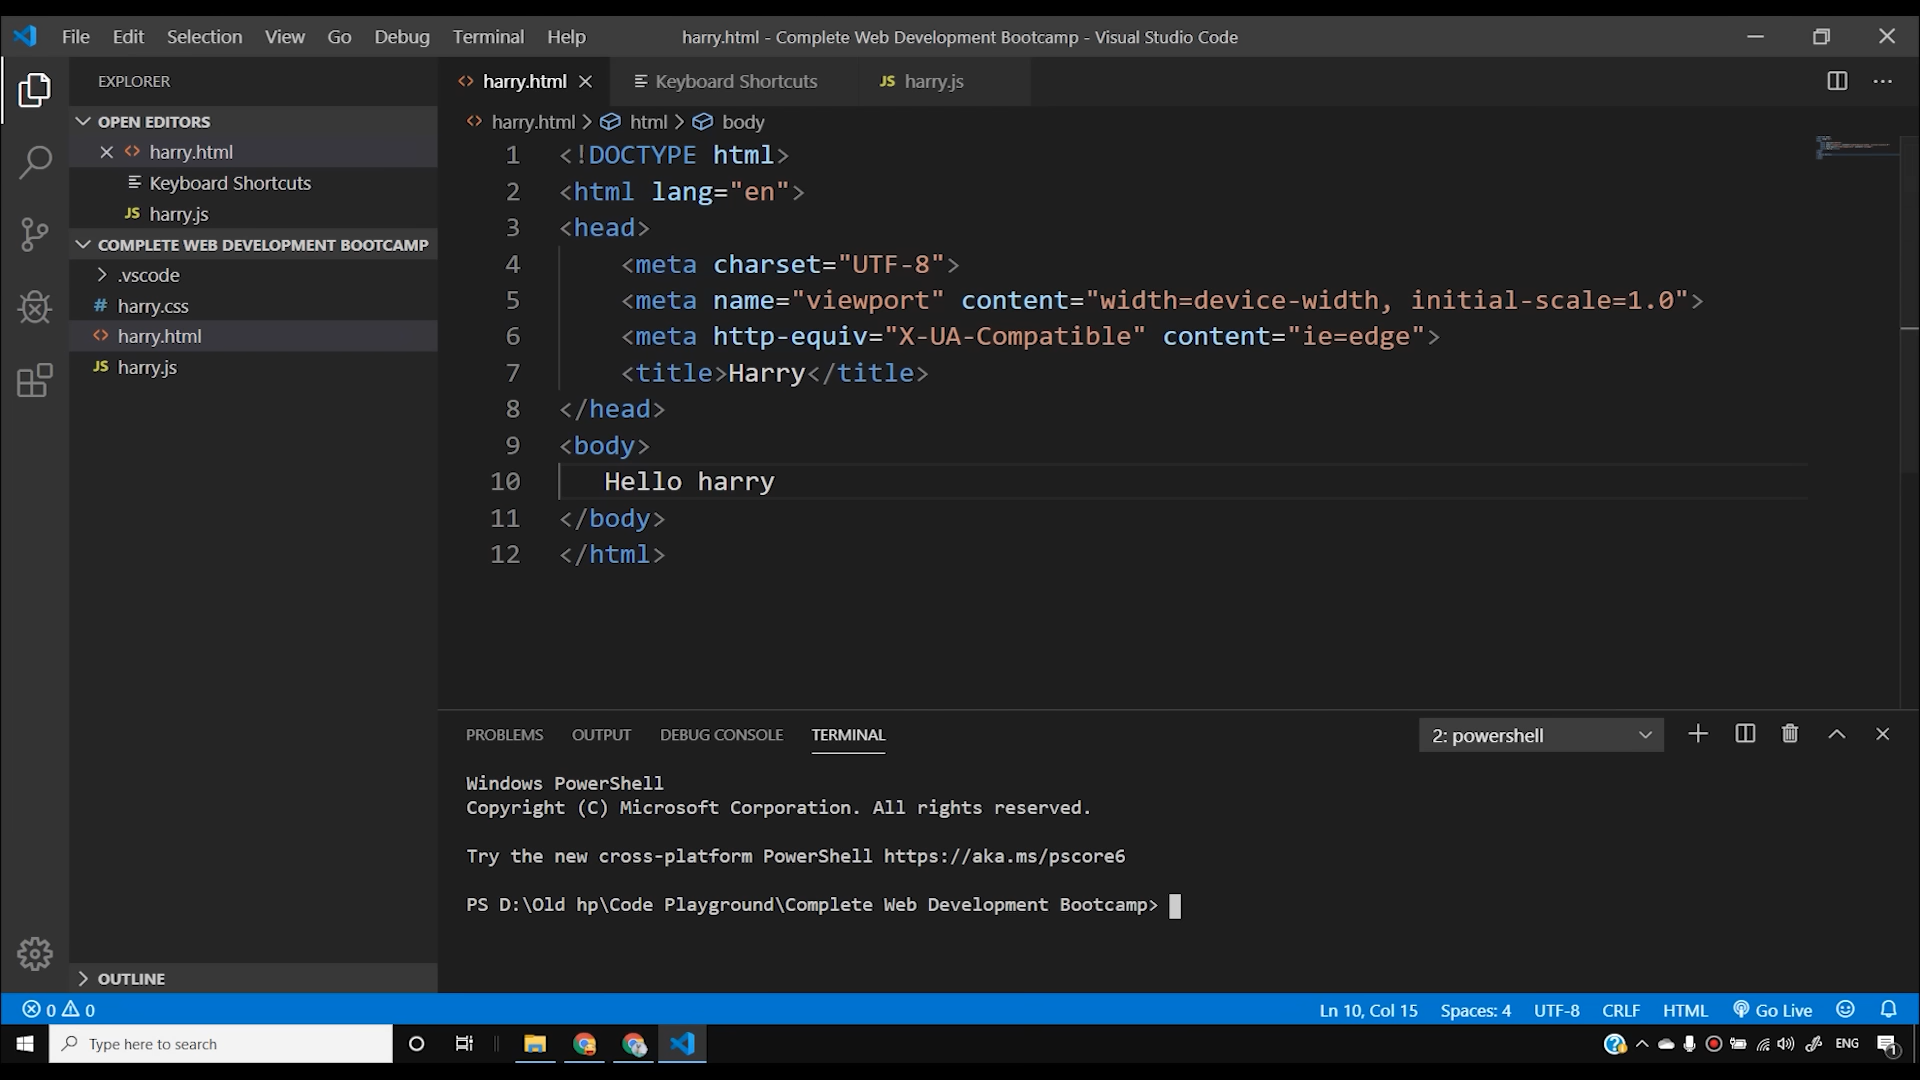 File Edit Selection View Go Debug Terminal Help harry.html - Complete Web Development Bootcamp - Visual Studio Code
EXPLORER
OPEN EDITORS
harry.html
Keyboard Shortcuts
JS harry.js
COMPLETE WEB DEVELOPMENT BOOTCAMP
.vscode
# harry.css
harry.html
JS harry.js
OUTLINE
harry.html Keyboard Shortcuts JS harry.js
harry.html > html > body
1 <!DOCTYPE html>
2 <html lang="en">
3 <head>
4 <meta charset="UTF-8">
5 <meta name="viewport" content="width=device-width, initial-scale=1.0">
6 <meta http-equiv="X-UA-Compatible" content="ie=edge">
7 <title>Harry</title>
8 </head>
9 <body>
10 Hello harry
11 </body>
12 </html>
PROBLEMS OUTPUT DEBUG CONSOLE TERMINAL 2: powershell
Windows PowerShell
Copyright (C) Microsoft Corporation. All rights reserved.
Try the new cross-platform PowerShell https://aka.ms/pscore6
PS D:\Old hp\Code Playground\Complete Web Development Bootcamp>
0 0 Ln 10, Col 15 Spaces: 4 UTF-8 CRLF HTML Go Live
Type here to search ENG 1